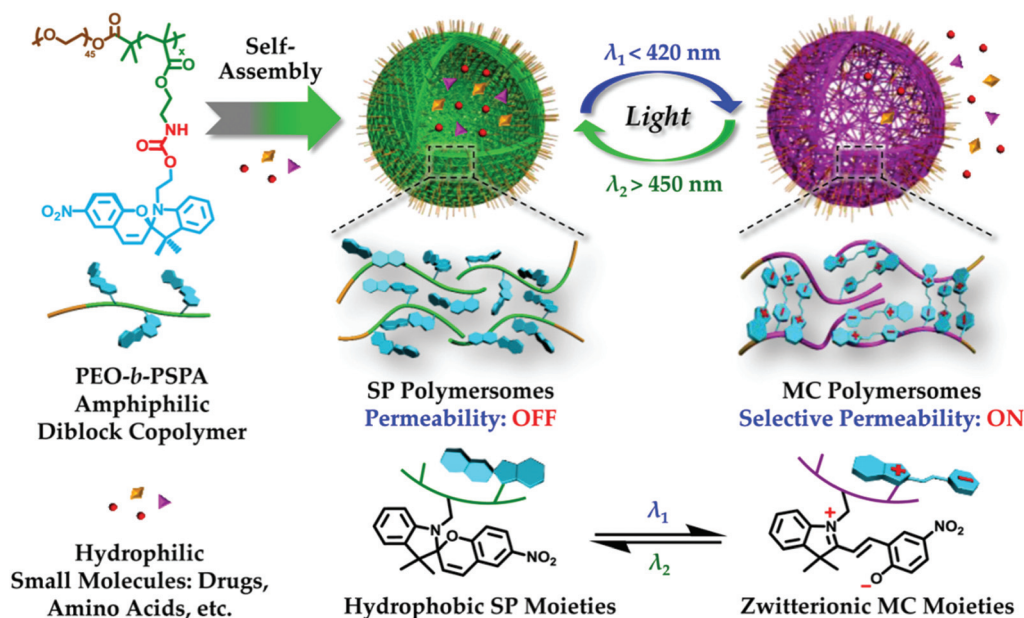 Self-
Assembly
λ1 < 420 nm
Light
λ2 > 450 nm
O
45
O
O
x
O
O
NH
O
O
O2N
O
N
PEO-b-PSPA
Amphiphilic
Diblock Copolymer
SP Polymersomes
Permeability: OFF
MC Polymersomes
Selective Permeability: ON
Hydrophilic
Small Molecules: Drugs,
Amino Acids, etc.
N
O
NO2
λ1
λ2
+
N
NO2
O
−
Hydrophobic SP Moieties
Zwitterionic MC Moieties